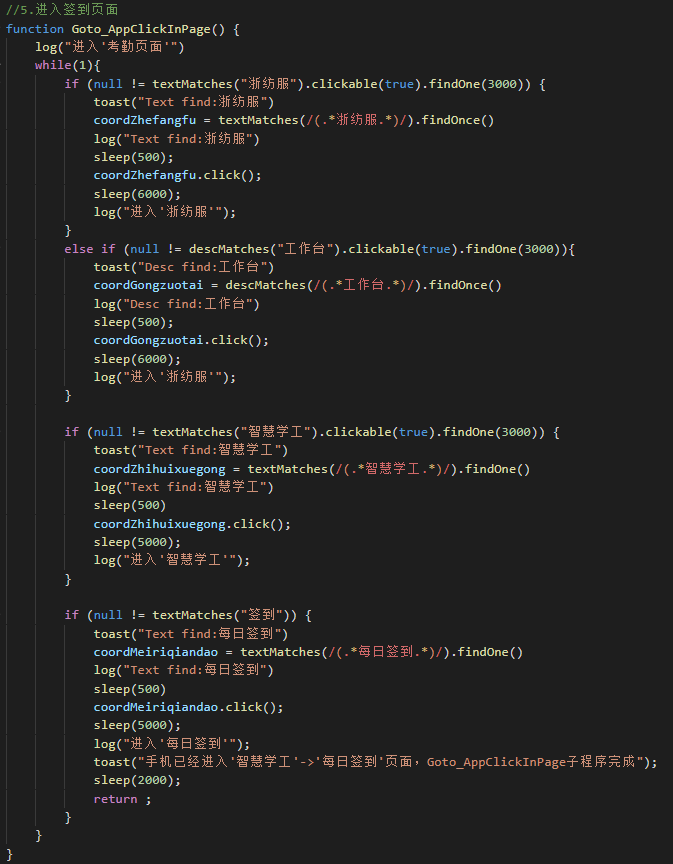 //5.进入签到页面
function Goto_AppClickInPage() {
    log("进入'考勤页面'")
    while(1){
        if (null != textMatches("浙纺服").clickable(true).findOne(3000)) {
            toast("Text find:浙纺服")
            coordZhefangfu = textMatches(/(.*浙纺服.*)/).findOnce()
            log("Text find:浙纺服")
            sleep(500);
            coordZhefangfu.click();
            sleep(6000);
            log("进入'浙纺服'");
        }
        else if (null != descMatches("工作台").clickable(true).findOne(3000)){
            toast("Desc find:工作台")
            coordGongzuotai = descMatches(/(.*工作台.*)/).findOnce()
            log("Desc find:工作台")
            sleep(500);
            coordGongzuotai.click();
            sleep(6000);
            log("进入'浙纺服'");
        }
        if (null != textMatches("智慧学工").clickable(true).findOne(3000)) {
            toast("Text find:智慧学工")
            coordZhihuixuegong = textMatches(/(.*智慧学工.*)/).findOne()
            log("Text find:智慧学工")
            sleep(500)
            coordZhihuixuegong.click();
            sleep(5000);
            log("进入'智慧学工'");
        }
        if (null != textMatches("签到")) {
            toast("Text find:每日签到")
            coordMeiriqiandao = textMatches(/(.*每日签到.*)/).findOne()
            log("Text find:每日签到")
            sleep(500)
            coordMeiriqiandao.click();
            sleep(5000);
            log("进入'每日签到'");
            toast("手机已经进入'智慧学工'->'每日签到'页面，Goto_AppClickInPage子程序完成");
            sleep(2000);
            return ;
        }
    }
}